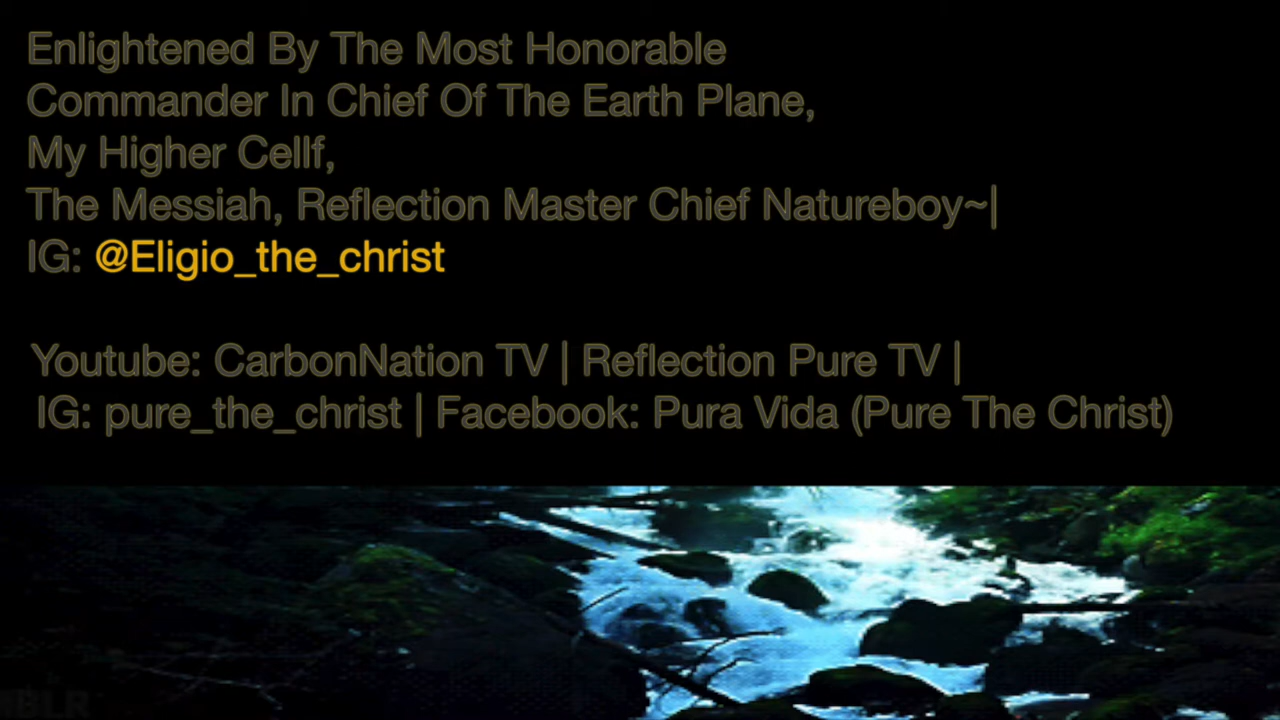 Enlightened By The Most Honorable
Commander In Chief Of The Earth Plane,
My Higher Cellf,
The Messiah, Reflection Master Chief Natureboy~|
IG: @Eligio_the_christ
Youtube: CarbonNation TV | Reflection Pure TV |
IG: pure_the_christ | Facebook: Pura Vida (Pure The Christ)